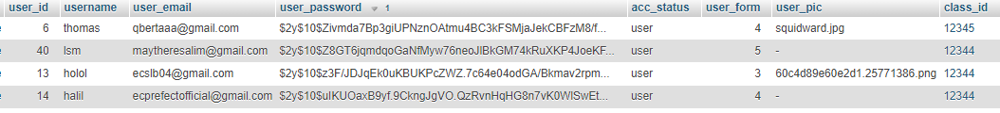 user_id username user_email user_password 1 acc_status user_form user_pic class_id
6 thomas qbertaaa@gmail.com $2y$10$Zivmda7Bp3giUPNznOAtmu4BC3kFSMjaJekCBFzM8/f... user 4 squidward.jpg 12345
40 lsm maytheresalim@gmail.com $2y$10$Z8GT6jqmdqoGaNfMyw76neoJIBkGM74kRuXKP4JoeKF... user 5 - 12344
13 holol ecslb04@gmail.com $2y$10$z3F/JDJqEk0uKBUKPcZWZ.7c64e04odGA/Bkmav2rpm... user 3 60c4d89e60e2d1.25771386.png 12344
14 halil ecprefectofficial@gmail.com $2y$10$uIKUOaxB9yf.9CkngJgVO.QzRvnHqHG8n7vK0WISwEt... user 4 - 12344